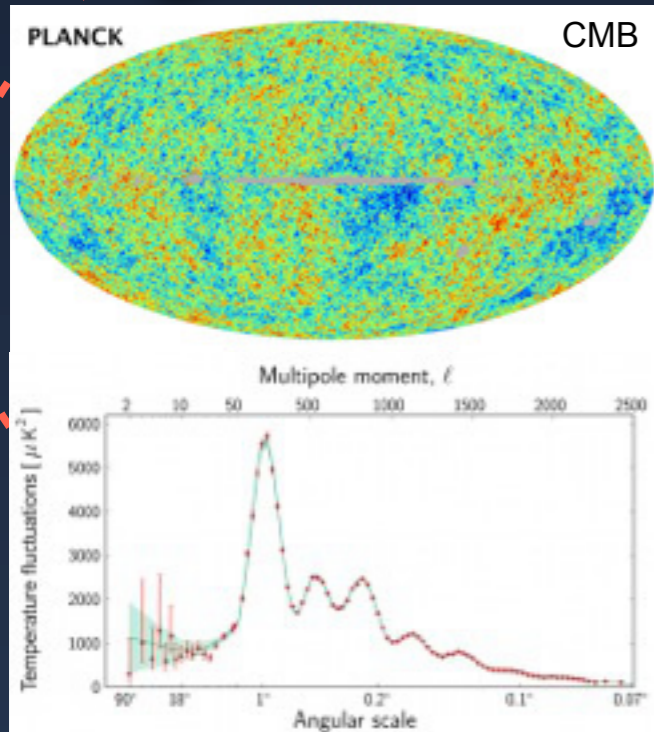 PLANCK CMB
Multipole moment, ℓ
2 10 50 500 1000 1500 2000 2500
Temperature fluctuations [ μ K² ]
6000
5000
4000
3000
2000
1000
0
90° 18° 1° 0.2° 0.1° 0.07°
Angular scale